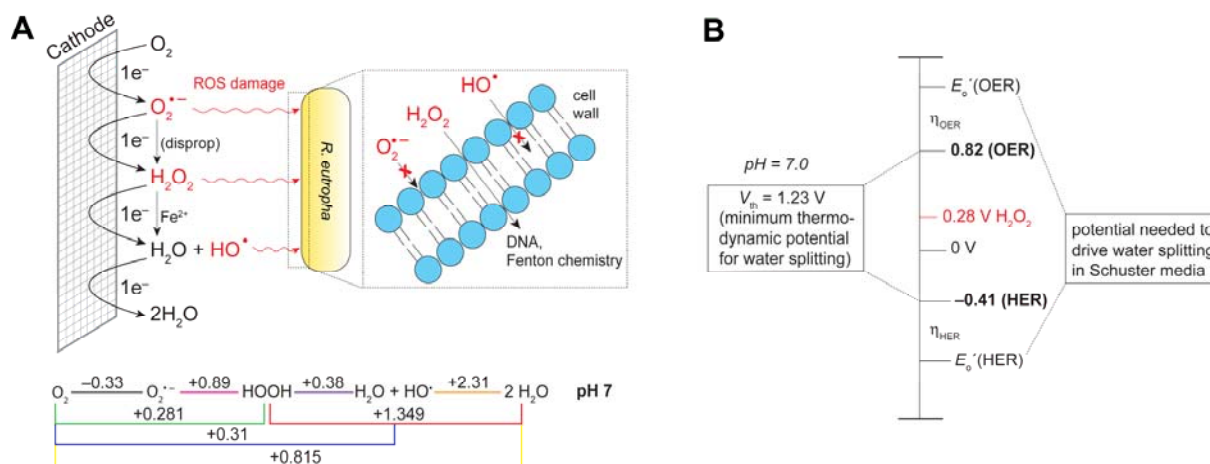 A
Cathode
O₂
1e⁻
O₂•⁻
1e⁻
(disprop)
H₂O₂
1e⁻
Fe²⁺
H₂O + HO•
1e⁻
2H₂O
ROS damage
R. eutropha
HO•
H₂O₂
O₂•⁻
cell
wall
DNA,
Fenton chemistry
O₂ –0.33 O₂•⁻ +0.89 HOOH +0.38 H₂O + HO• +2.31 2 H₂O pH 7
+0.281
+1.349
+0.31
+0.815
B
pH = 7.0
Vth = 1.23 V
(minimum thermo-
dynamic potential
for water splitting)
Eo´(OER)
ηOER
0.82 (OER)
0.28 V H₂O₂
0 V
–0.41 (HER)
ηHER
Eo´(HER)
potential needed to
drive water splitting
in Schuster media